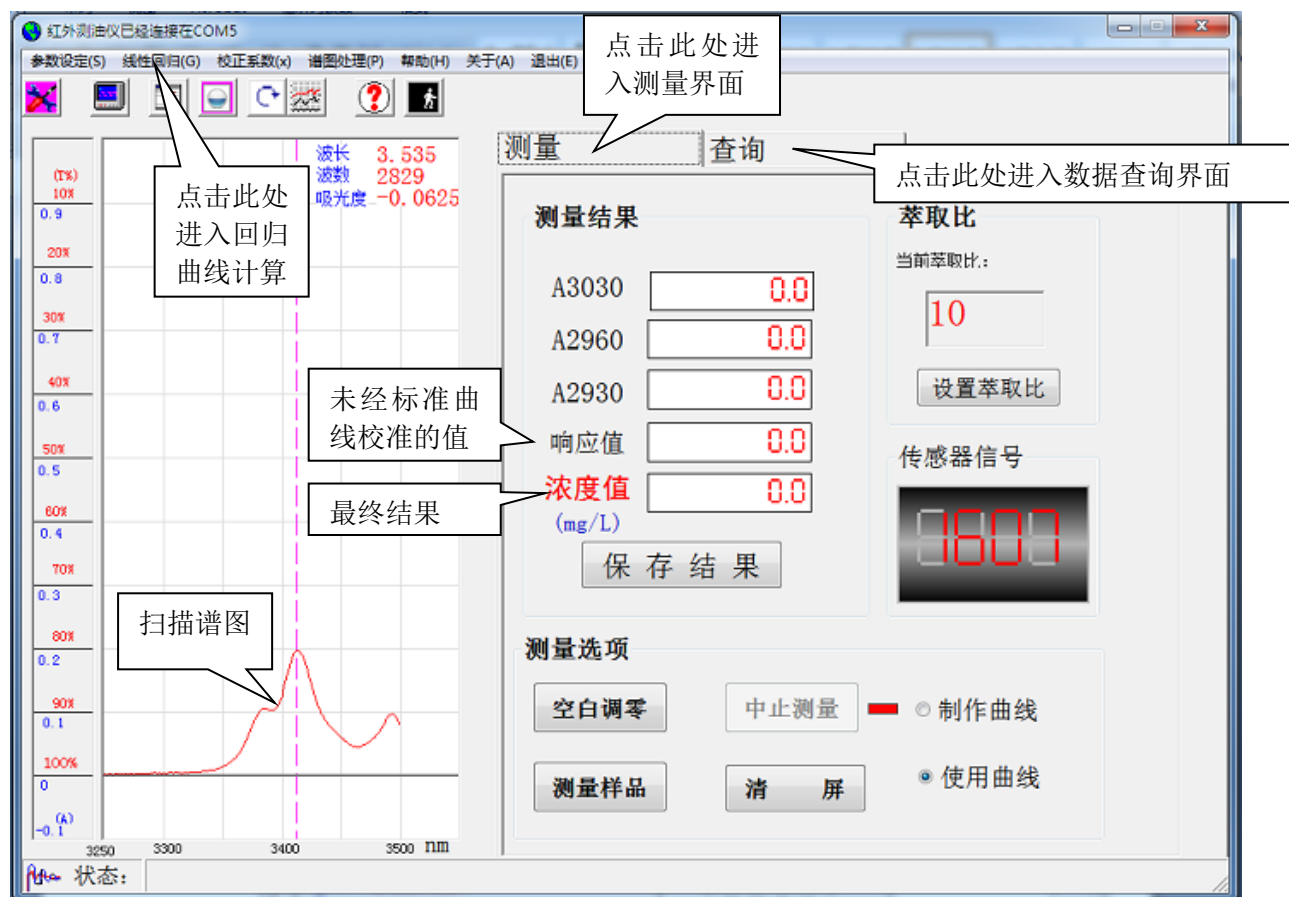 红外测油仪已经连接在COM5
参数设定(S) 线性回归(G) 校正系数(x) 谱图处理(P) 帮助(H) 关于(A) 退出(E)
点击此处进
入测量界面
测量
查询
点击此处进入数据查询界面
波长 3.535
波数 2829
吸光度 -0.0625
点击此处
进入回归
曲线计算
(T%)
10%
0.9
20%
0.8
30%
0.7
40%
0.6
50%
0.5
60%
0.4
70%
0.3
80%
0.2
90%
0.1
100%
0
(A)
-0.1
3250 3300 3400 3500 nm
扫描谱图
测量结果
A3030 0.0
A2960 0.0
A2930 0.0
响应值 0.0
浓度值 0.0
(mg/L)
保存结果
未经标准曲
线校准的值
最终结果
萃取比
当前萃取比:
10
设置萃取比
传感器信号
1607
测量选项
空白调零
中止测量
制作曲线
测量样品
清 屏
使用曲线
状态: